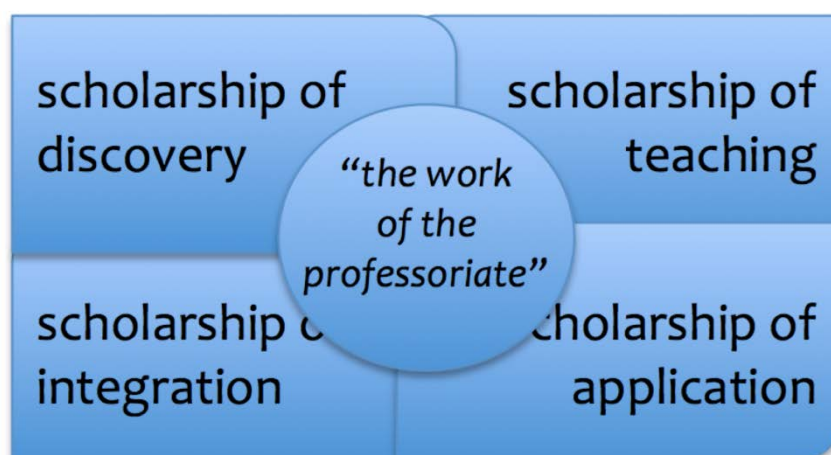 scholarship of
discovery
scholarship of
teaching
“the work
of the
professoriate”
scholarship o
integration
cholarship of
application